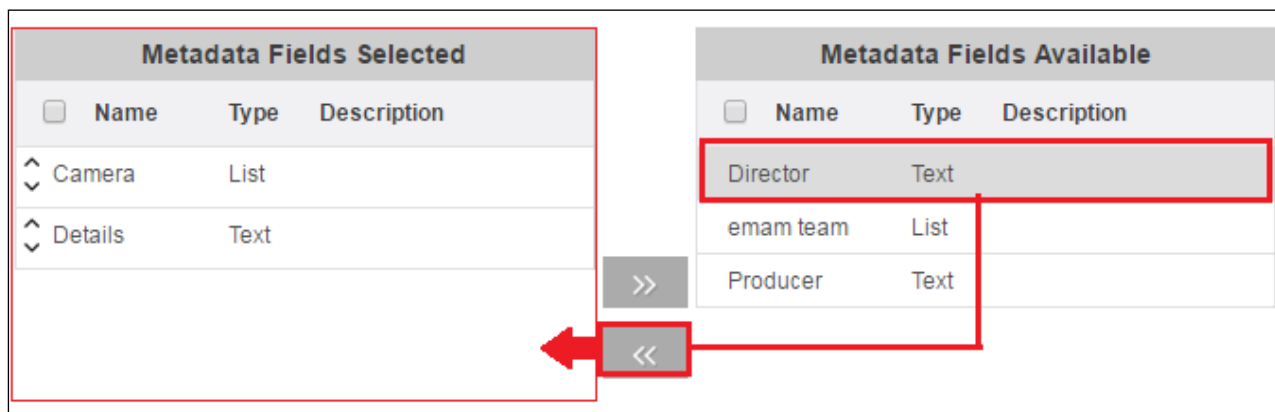 Metadata Fields Selected
Name Type Description
Camera List
Details Text
>>
<<
Metadata Fields Available
Name Type Description
Director Text
emam team List
Producer Text